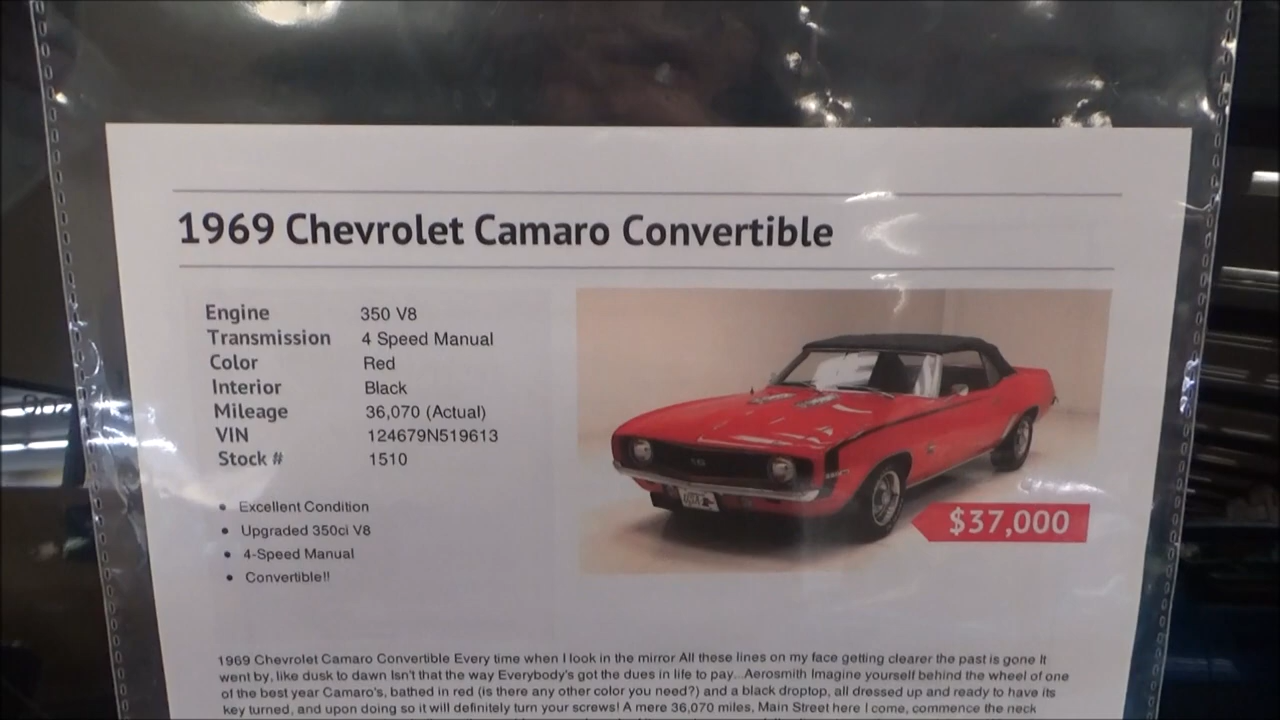 1969 Chevrolet Camaro Convertible
Engine 350 V8
Transmission 4 Speed Manual
Color Red
Interior Black
Mileage 36,070 (Actual)
VIN 124679N519613
Stock # 1510
• Excellent Condition
• Upgraded 350ci V8
• 4-Speed Manual
• Convertible!!
$37,000
1969 Chevrolet Camaro Convertible Every time when I look in the mirror All these lines on my face getting clearer the past is gone It
went by, like dusk to dawn Isn't that the way Everybody's got the dues in life to pay...Aerosmith Imagine yourself behind the wheel of one
of the best year Camaro's, bathed in red (is there any other color you need?) and a black droptop, all dressed up and ready to have its
key turned, and upon doing so it will definitely turn your screws! A mere 36,070 miles, Main Street here I come, commence the neck